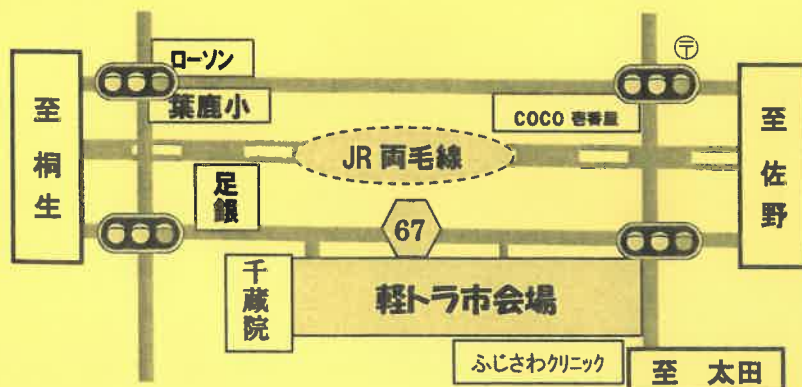 ローソン
〒
葉鹿小
COCO 壱番屋
至桐生
至佐野
JR 両毛線
足銀
67
千蔵院
軽トラ市会場
ふじさわクリニック
至 太田